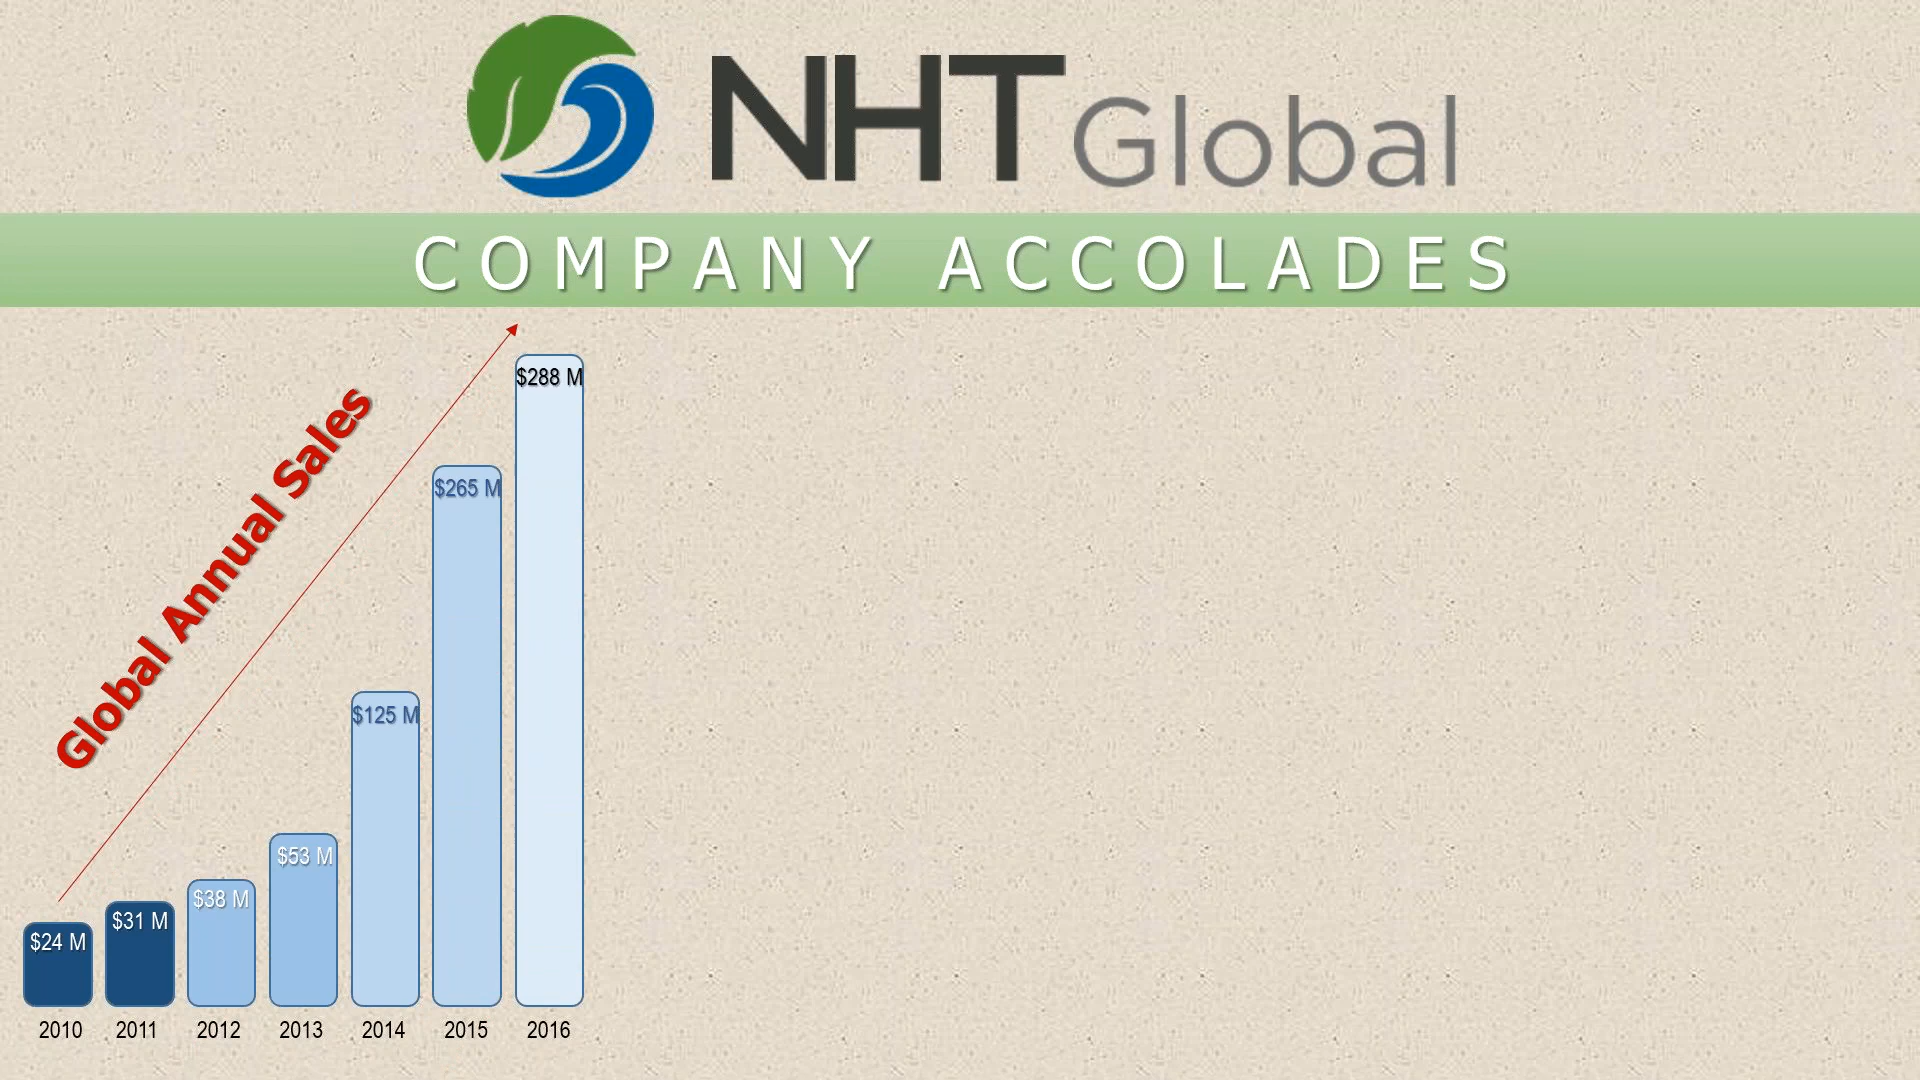 NHT Global
COMPANY ACCOLADES
Global Annual Sales
$288 M
$265 M
$125 M
$53 M
$38 M
$31 M
$24 M
2010 2011 2012 2013 2014 2015 2016